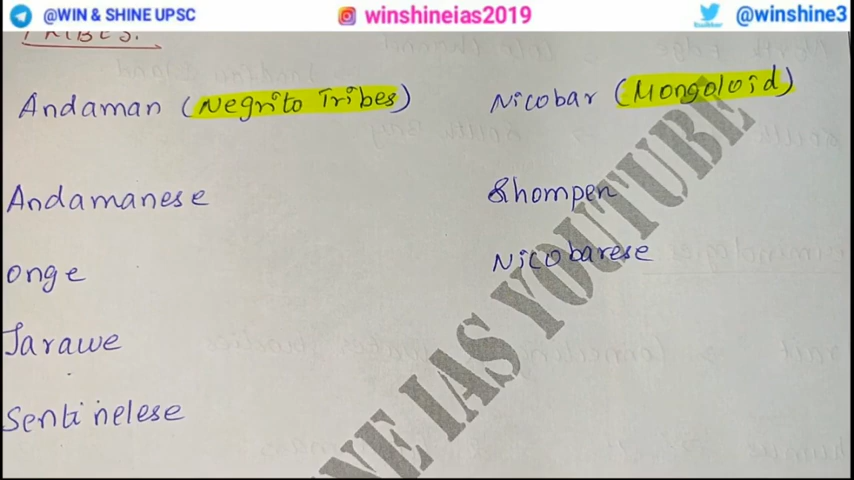 @WIN & SHINE UPSC winshineias2019 @winshine3
TRIBES:
Andaman (Negrito Tribes)
Nicobar (Mongoloid)
Andamanese
Shompen
Onge
Nicobarese
Jarawe
Sentinelese
NE IAS YOUTUBE